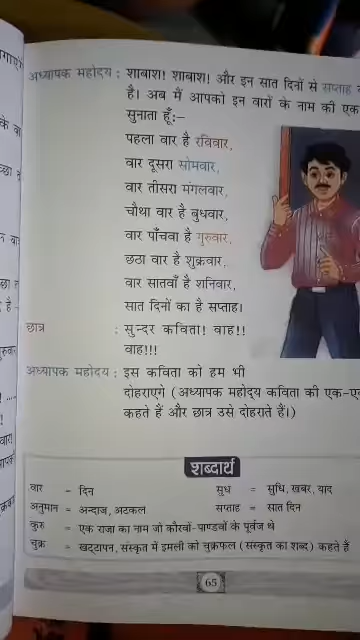 अध्यापक महोदय : शाबाश! शाबाश! और इन सात दिनों से सप्ताह
है। अब मैं आपको इन वारों के नाम की एक
सुनाता हूँ:–
पहला वार है रविवार,
वार दूसरा सोमवार,
वार तीसरा मंगलवार,
चौथा वार है बुधवार,
वार पाँचवा है गुरुवार,
छठा वार है शुक्रवार,
वार सातवाँ है शनिवार,
सात दिनों का है सप्ताह।
छात्र : सुन्दर कविता! वाह!!
वाह!!!
अध्यापक महोदय : इस कविता को हम भी
दोहराएगे (अध्यापक महोद्य कविता की एक-एक
कहते हैं और छात्र उसे दोहराते हैं।)
शब्दार्थ
वार = दिन सुध = सुधि, खबर, याद
अनुमान = अन्दाज, अटकल सप्ताह = सात दिन
कुरु = एक राजा का नाम जो कौरवों-पाण्डवों के पूर्वज थे
चुक्र = खट्टापन, संस्कृत में इमली को चुक्रफल (संस्कृत का शब्द) कहते हैं
65